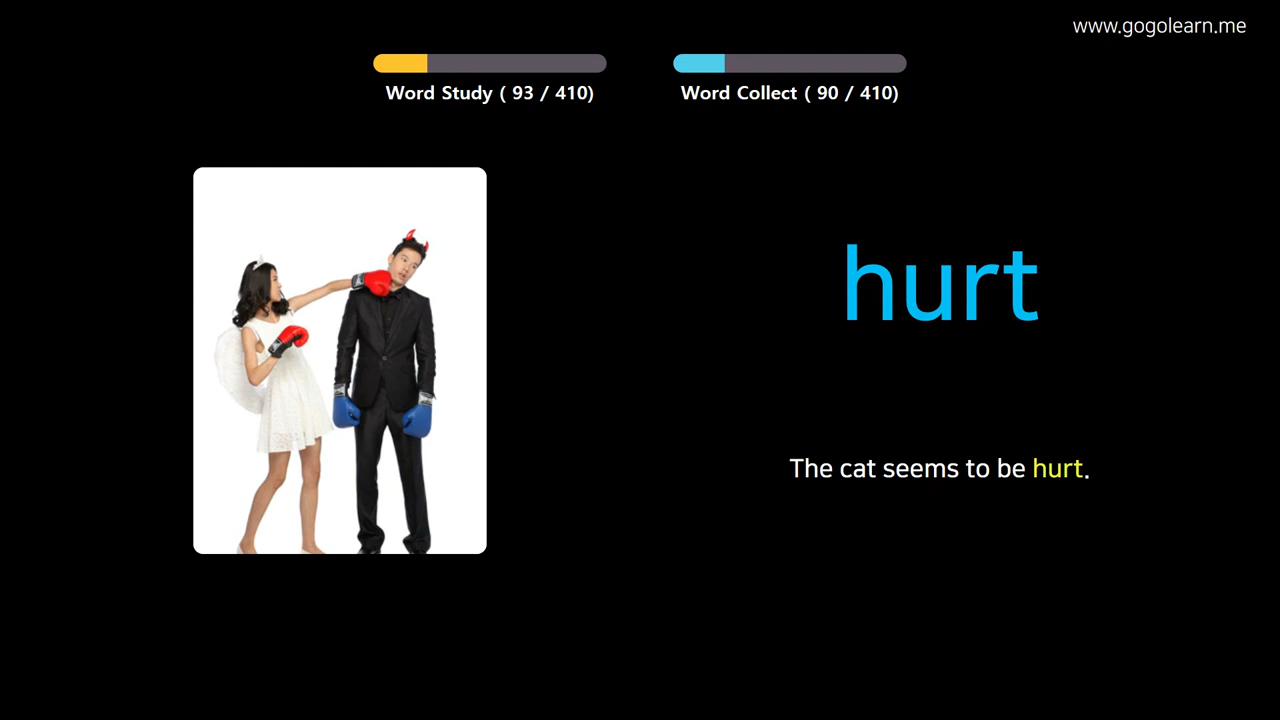 www.gogolearn.me
Word Study ( 93 / 410)
Word Collect ( 90 / 410)
hurt
The cat seems to be hurt.